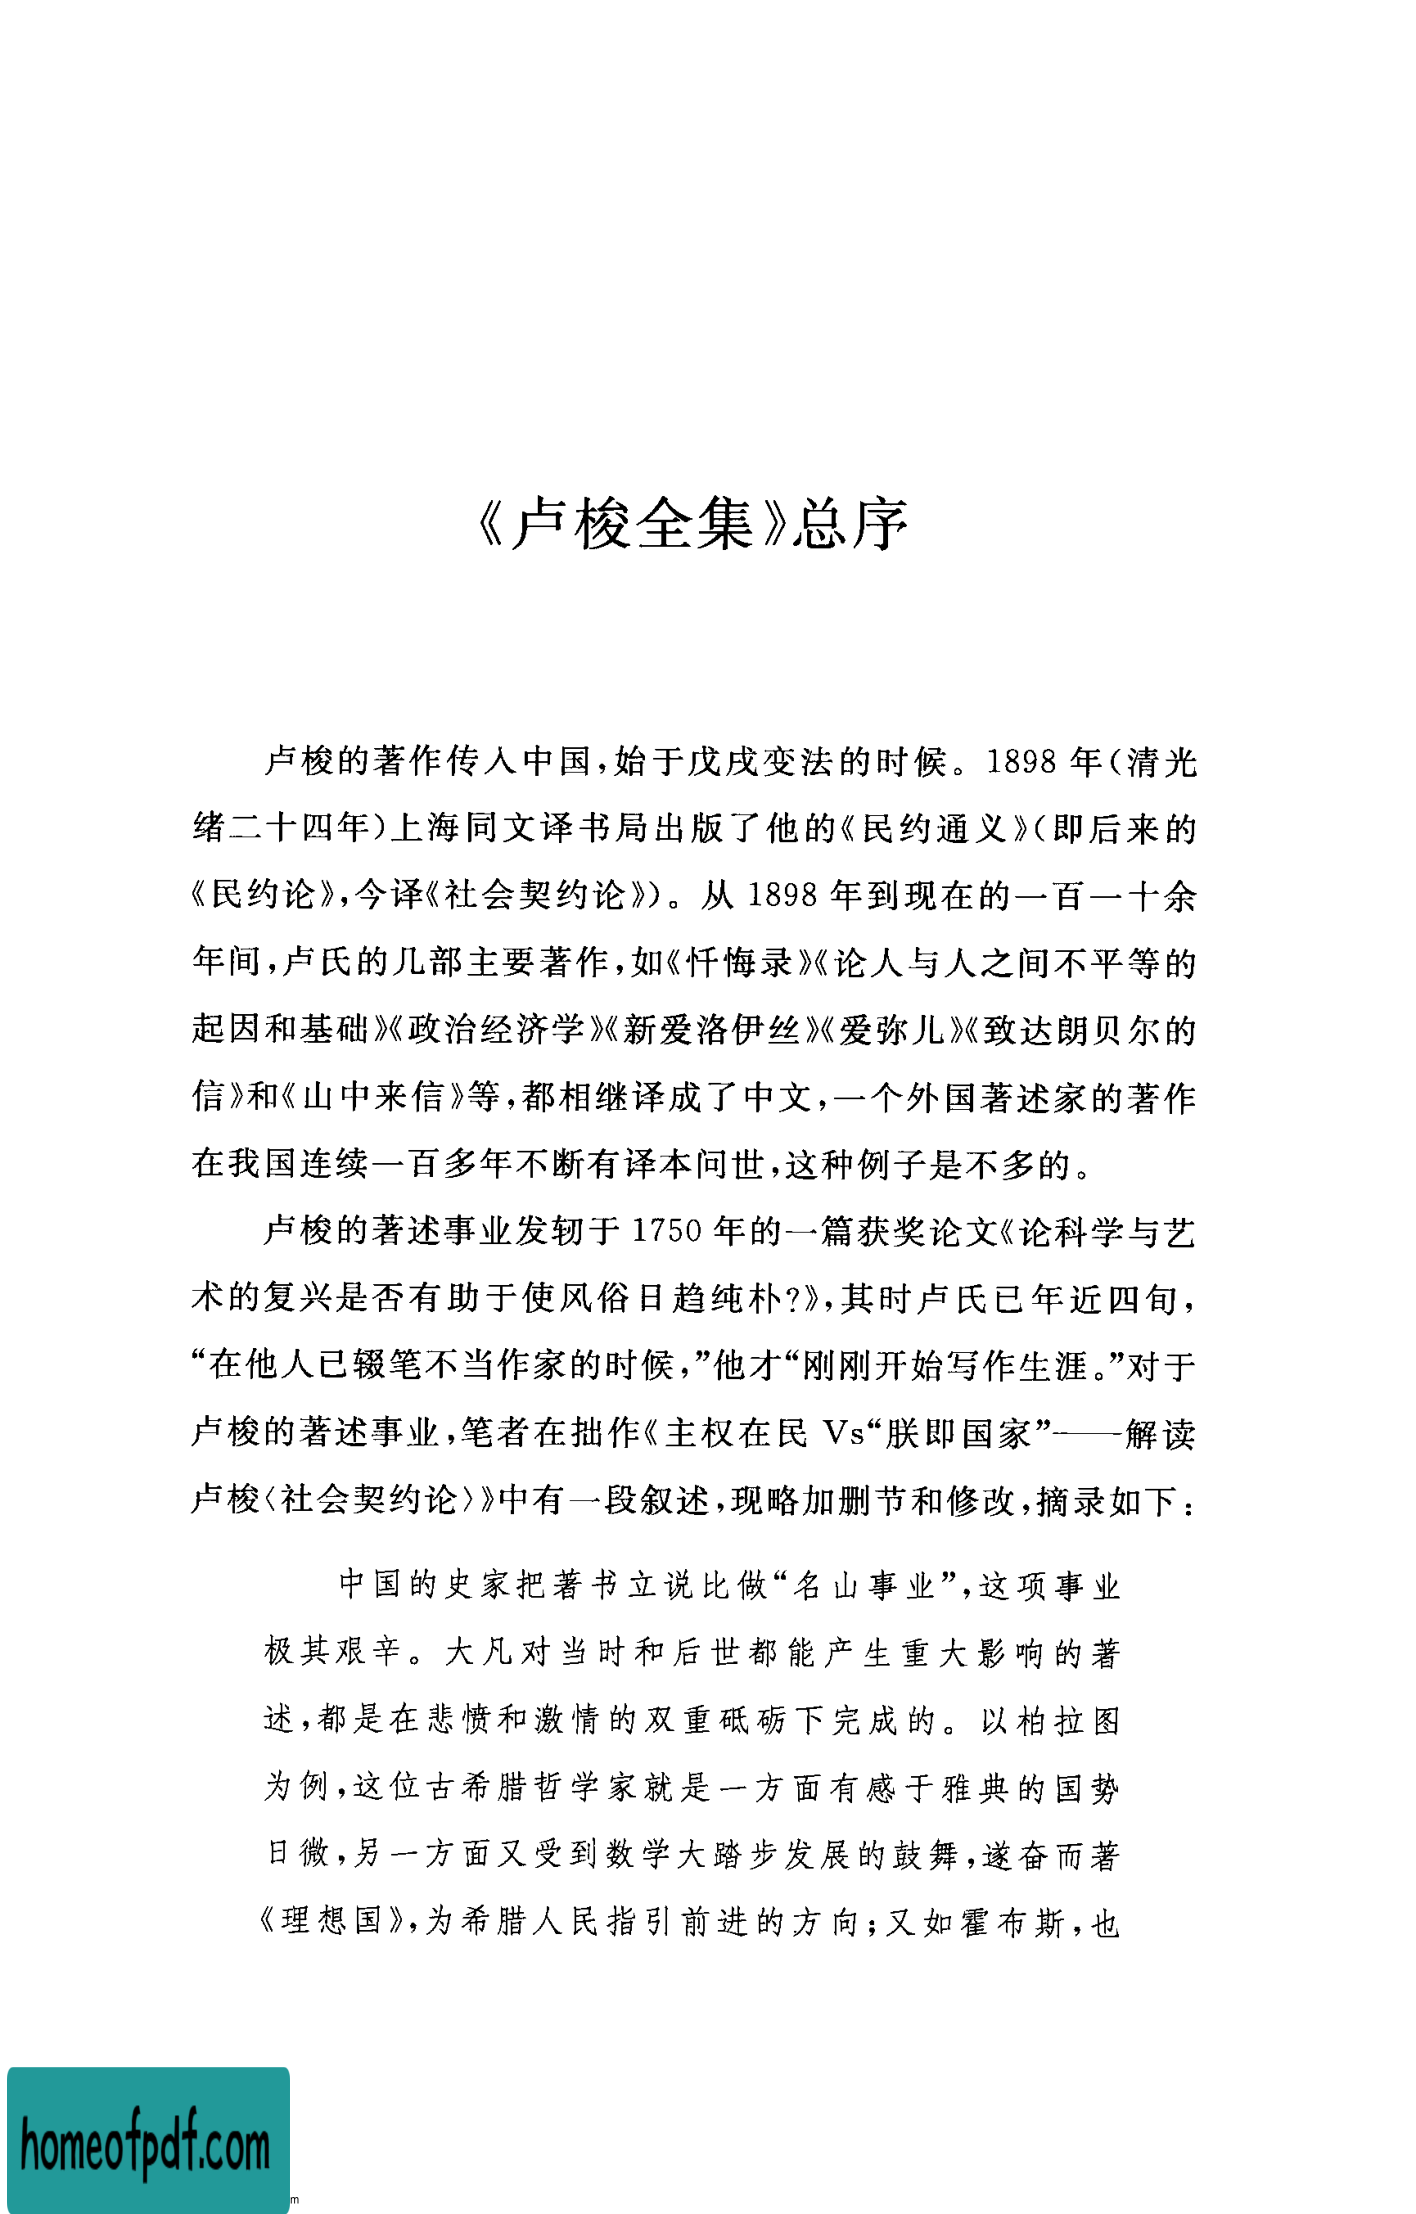 《卢梭全集》总序
卢梭的著作传入中国,始于戊戌变法的时候。1898 年(清光
绪二十四年)上海同文译书局出版了他的《民约通义》(即后来的
《民约论》,今译《社会契约论》)。从 1898 年到现在的一百一十余
年间,卢氏的几部主要著作,如《忏悔录》《论人与人之间不平等的
起因和基础》《政治经济学》《新爱洛伊丝》《爱弥儿》《致达朗贝尔的
信》和《山中来信》等,都相继译成了中文,一个外国著述家的著作
在我国连续一百多年不断有译本问世,这种例子是不多的。
卢梭的著述事业发轫于 1750 年的一篇获奖论文《论科学与艺
术的复兴是否有助于使风俗日趋纯朴?》,其时卢氏已年近四旬,
“在他人已辍笔不当作家的时候,”他才“刚刚开始写作生涯。”对于
卢梭的著述事业,笔者在拙作《主权在民 Vs“朕即国家”——解读
卢梭〈社会契约论〉》中有一段叙述,现略加删节和修改,摘录如下:
中国的史家把著书立说比做“名山事业”,这项事业
极其艰辛。大凡对当时和后世都能产生重大影响的著
述,都是在悲愤和激情的双重砥砺下完成的。以柏拉图
为例,这位古希腊哲学家就是一方面有感于雅典的国势
日微,另一方面又受到数学大踏步发展的鼓舞,遂奋而著
《理想国》,为希腊人民指引前进的方向;又如霍布斯,也
homeofpdf.com
m